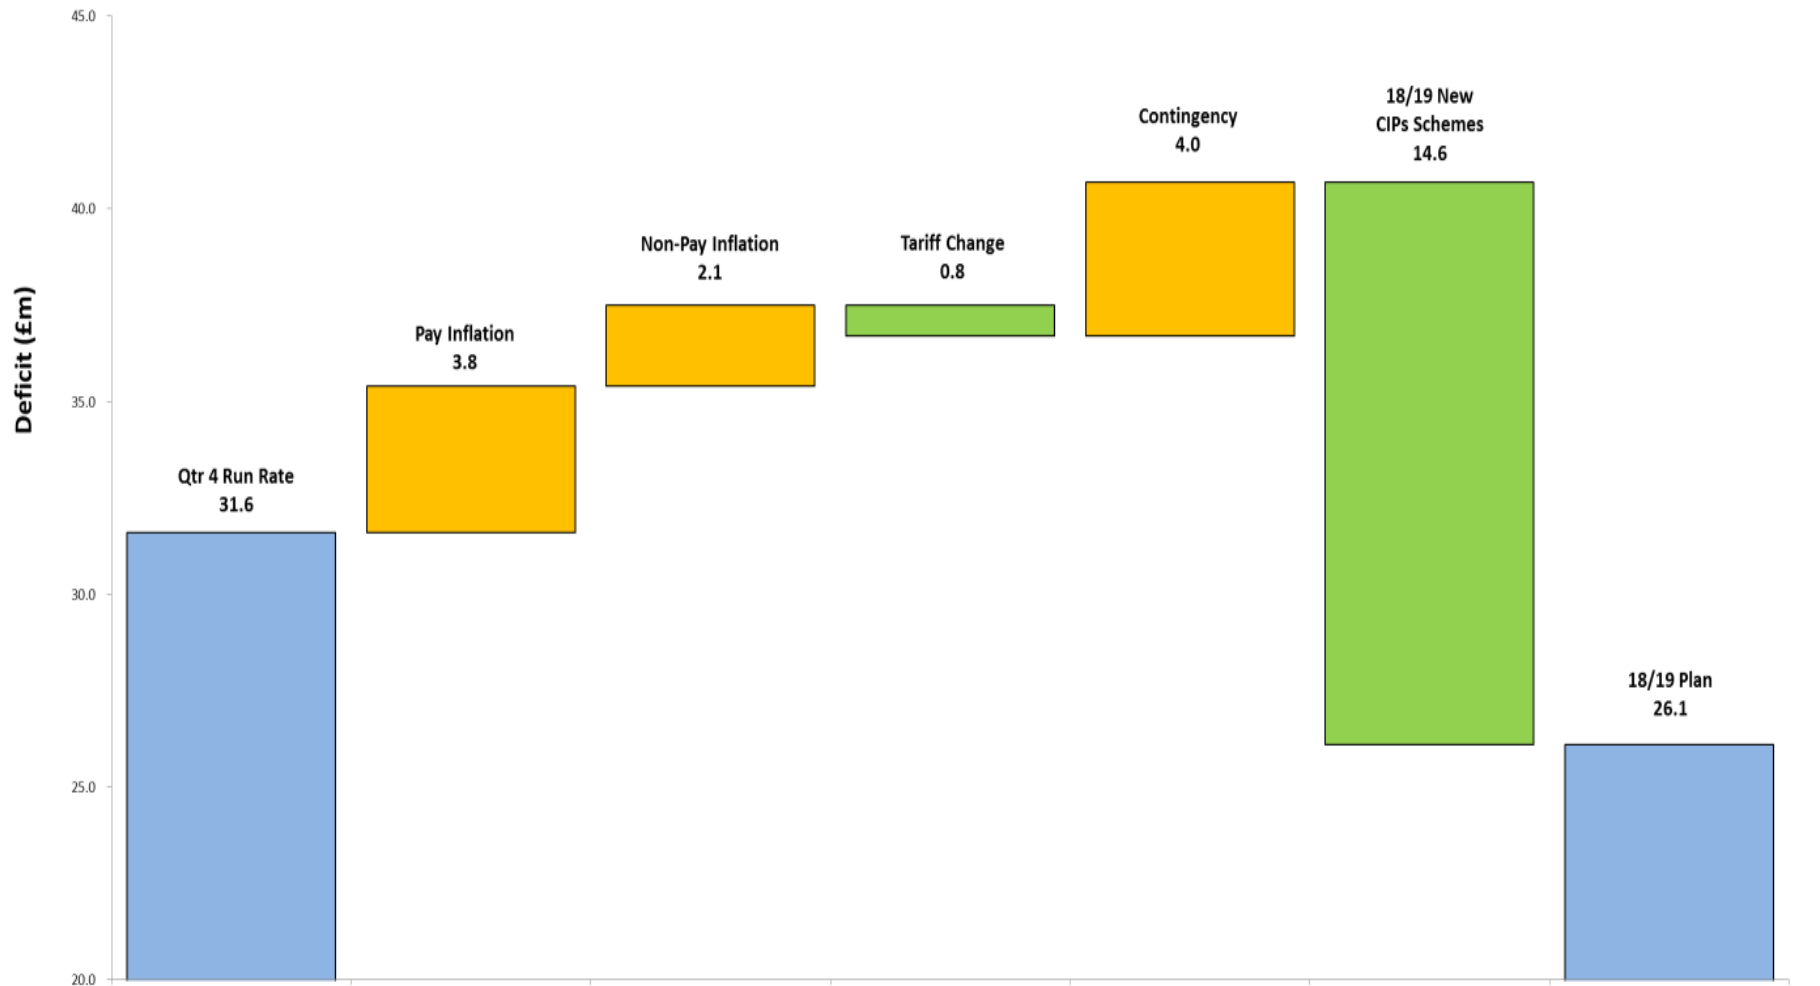 45.0
40.0
35.0
30.0
25.0
20.0
Deficit (£m)
Qtr 4 Run Rate
31.6
Pay Inflation
3.8
Non-Pay Inflation
2.1
Tariff Change
0.8
Contingency
4.0
18/19 New
CIPs Schemes
14.6
18/19 Plan
26.1